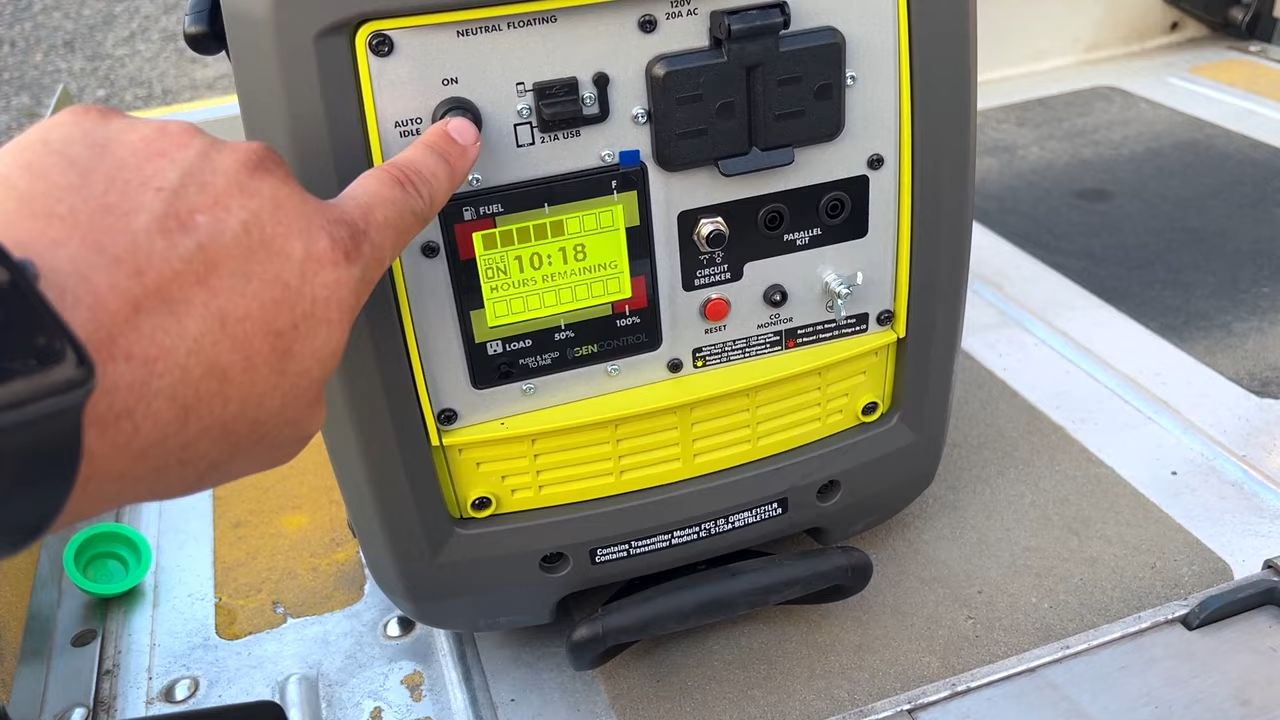 NEUTRAL FLOATING
120V
20A AC
ON
AUTO
IDLE
2.1A USB
FUEL
F
IDLE
ON
10:18
HOURS REMAINING
50%
100%
LOAD
PUSH & HOLD
TO PAIR
GENCONTROL
PARALLEL
KIT
CIRCUIT
BREAKER
RESET
CO
MONITOR
Contains Transmitter Module FCC ID: QOQBLE121LR
Contains Transmitter Module IC: 5123A-BGTBLE121LR